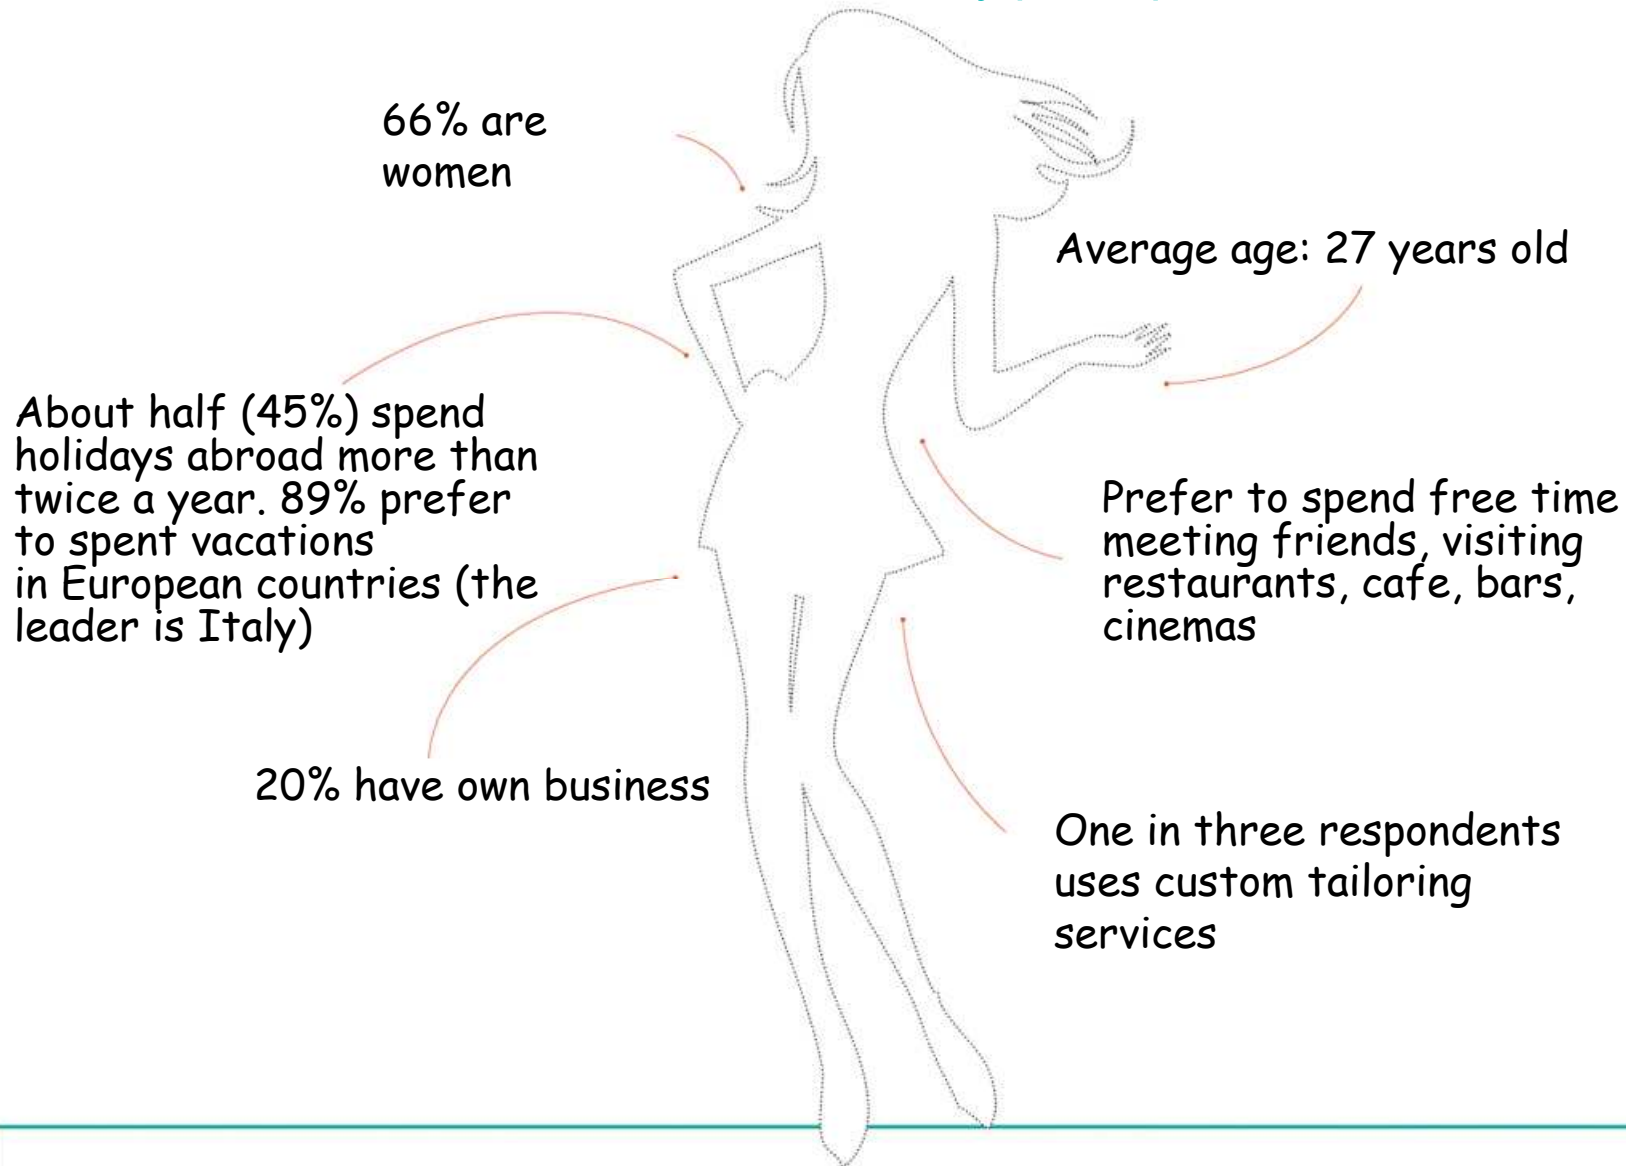 66% are
women
Average age: 27 years old
About half (45%) spend
holidays abroad more than
twice a year. 89% prefer
to spent vacations
in European countries (the
leader is Italy)
Prefer to spend free time
meeting friends, visiting
restaurants, cafe, bars,
cinemas
20% have own business
One in three respondents
uses custom tailoring
services